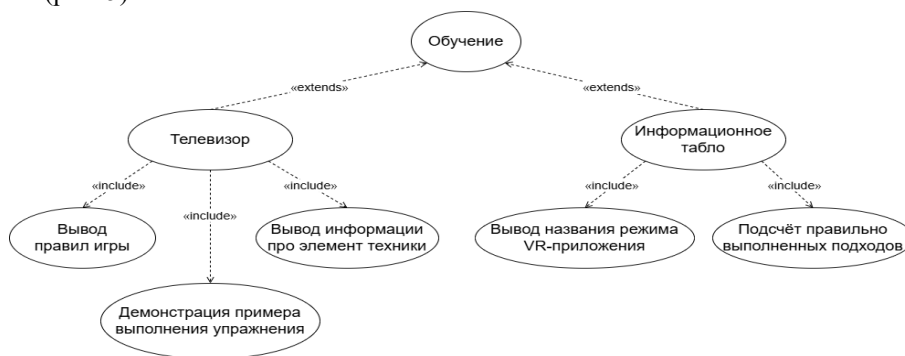 Обучение
«extends»
«extends»
Телевизор
Информационное
табло
«include»
«include»
«include»
«include»
«include»
Вывод
правил игры
Вывод информации
про элемент техники
Вывод названия режима
VR-приложения
Подсчёт правильно
выполненных подходов
Демонстрация примера
выполнения упражнения